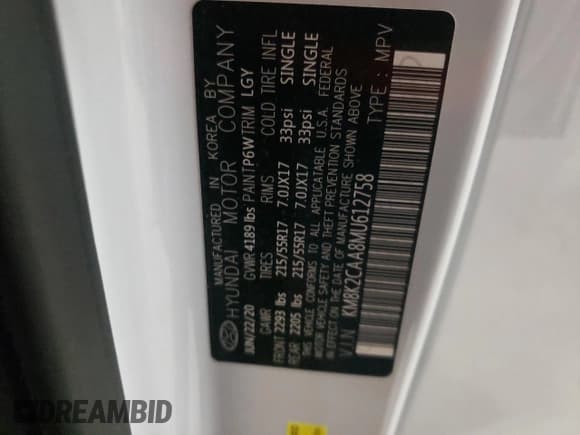 MANUFACTURED IN KOREA BY
HYUNDAI MOTOR COMPANY
JUN/22/20 GVWR 4189 lbs PAINT P6W TRIM LGY
GAWR TIRES RIMS COLD TIRE INFL
FRONT 2293 lbs 215/55R17 7.0JX17 33psi SINGLE
REAR 2205 lbs 215/55R17 7.0JX17 33psi SINGLE
THIS VEHICLE CONFORMS TO ALL APPLICABLE U.S.A. FEDERAL
MOTOR VEHICLE SAFETY AND THEFT PREVENTION STANDARDS
IN EFFECT ON THE DATE OF MANUFACTURE SHOWN ABOVE
V.I.N KM8K2CAA8MU612758 TYPE : MPV
DREAMBID